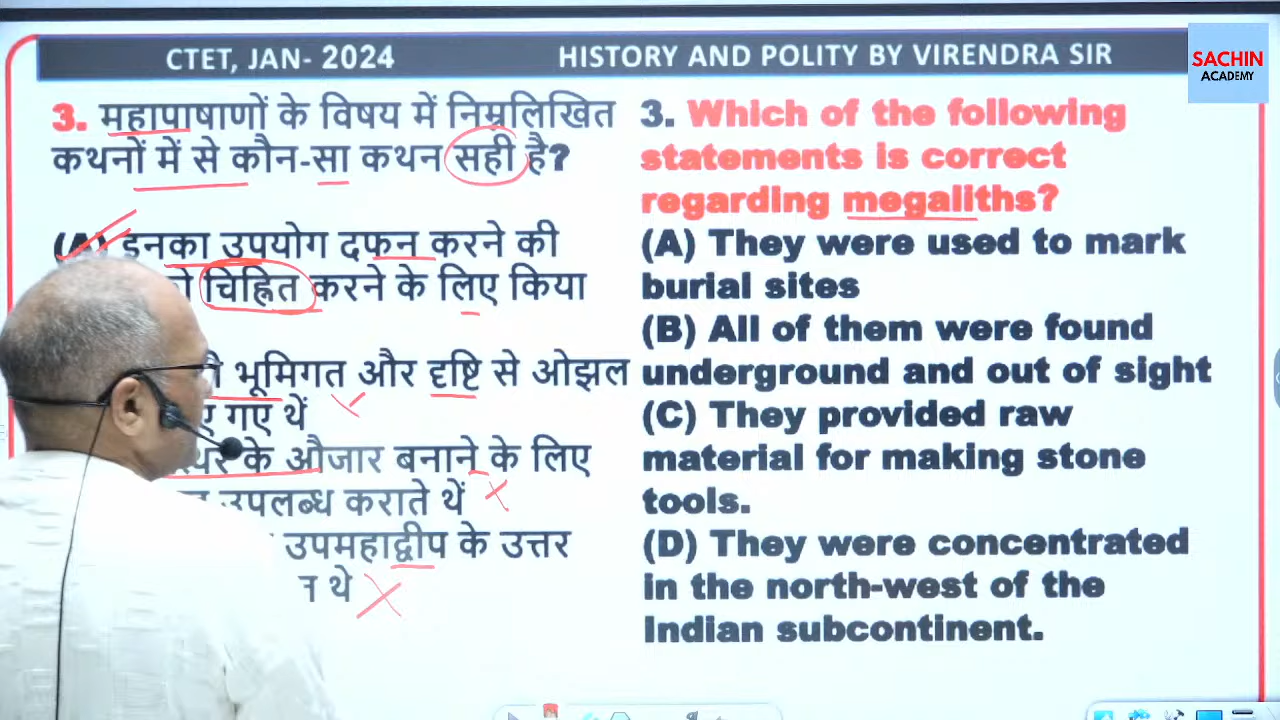 CTET, JAN- 2024
HISTORY AND POLITY BY VIRENDRA SIR
SACHIN
ACADEMY
3. महापाषाणों के विषय में निम्नलिखित
कथनों में से कौन-सा कथन सही है?
(A) इनका उपयोग दफन करने की
चिह्नित करने के लिए किया
भूमिगत और दृष्टि से ओझल
गए थें
के औजार बनाने के लिए
उपलब्ध कराते थें
उपमहाद्वीप के उत्तर
थे
3. Which of the following
statements is correct
regarding megaliths?
(A) They were used to mark
burial sites
(B) All of them were found
underground and out of sight
(C) They provided raw
material for making stone
tools.
(D) They were concentrated
in the north-west of the
Indian subcontinent.